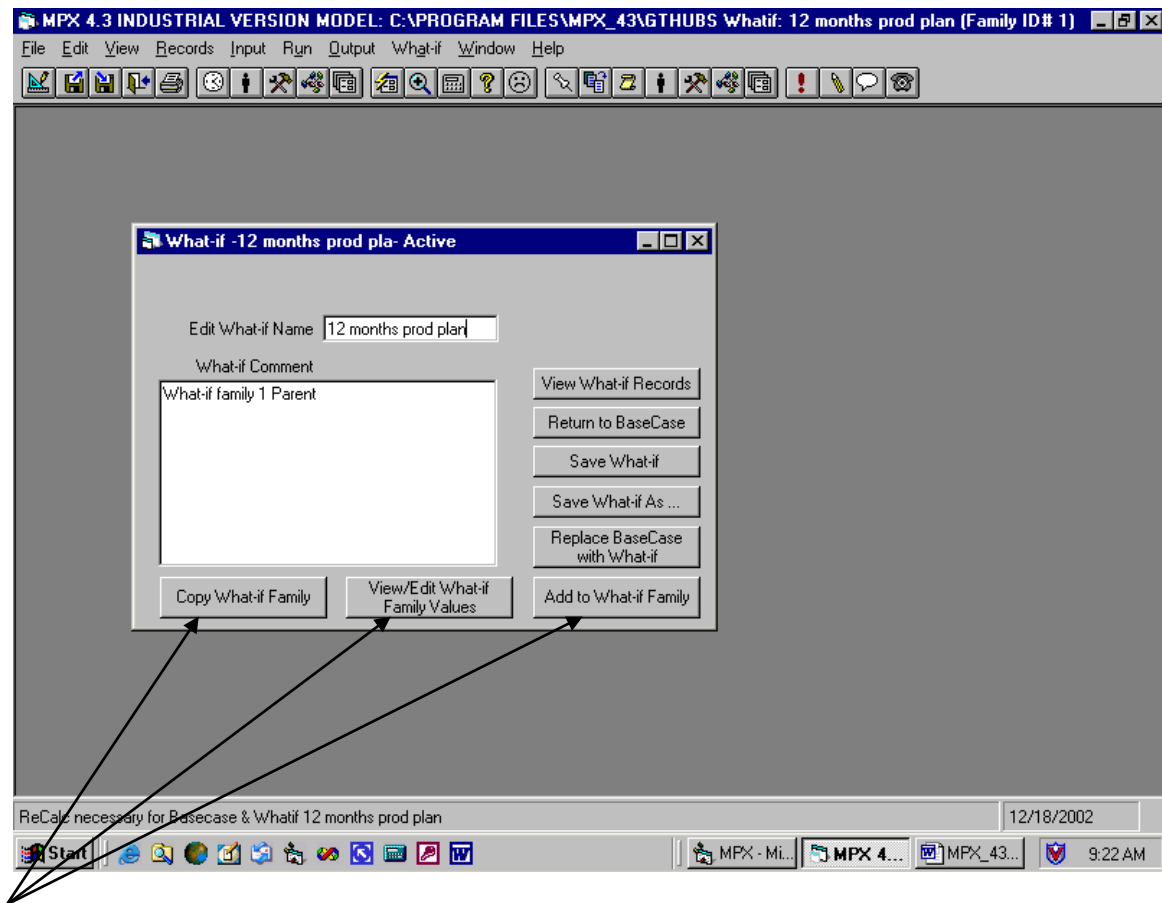 MPX 4.3 INDUSTRIAL VERSION MODEL: C:\PROGRAM FILES\MPX_43\GTHUBS Whatif: 12 months prod plan (Family ID# 1)
File Edit View Records Input Run Output What-if Window Help
What-if -12 months prod pla- Active
Edit What-if Name 12 months prod plan
What-if Comment
What-if family 1 Parent
View What-if Records
Return to BaseCase
Save What-if
Save What-if As ...
Replace BaseCase
with What-if
Copy What-if Family
View/Edit What-if
Family Values
Add to What-if Family
ReCalc necessary for Basecase & Whatif 12 months prod plan
12/18/2002
Start
MPX - Mi...
MPX 4...
MPX_43...
9:22 AM